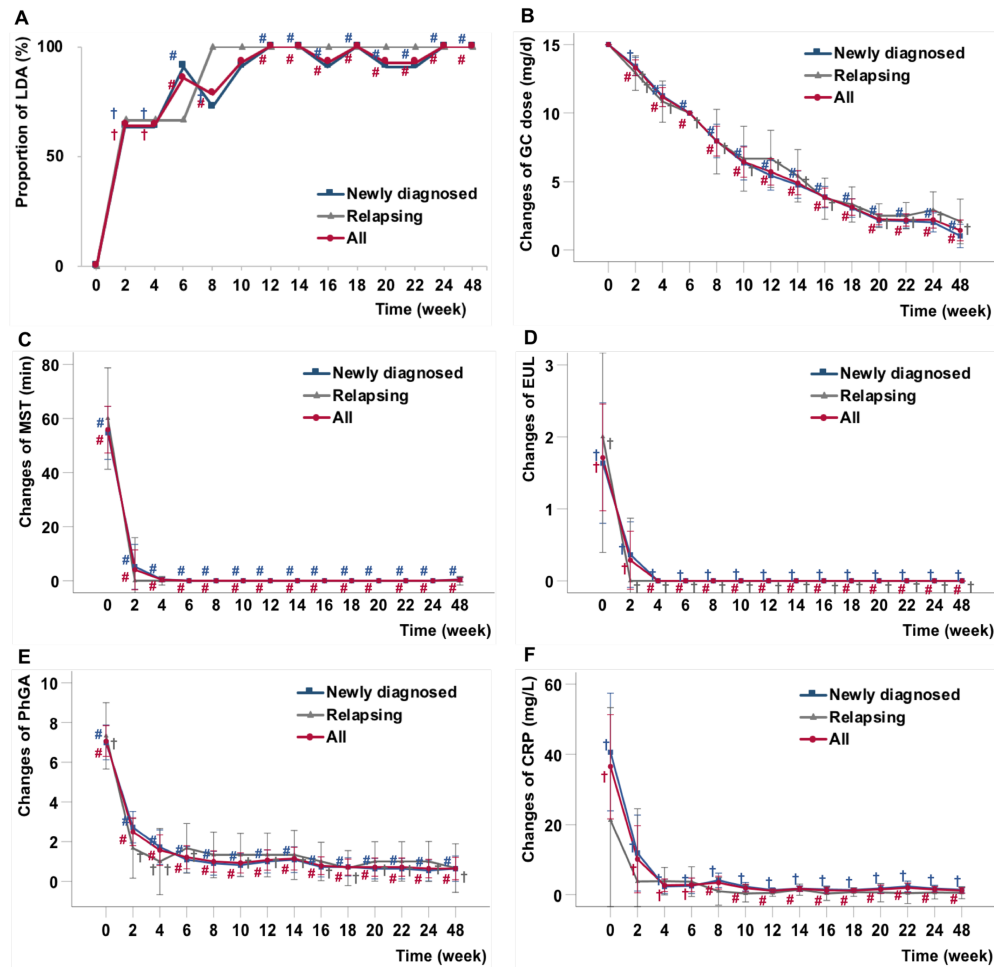 A
Proportion of LDA (%)
100
50
0
Newly diagnosed
Relapsing
All
0 2 4 6 8 10 12 14 16 18 20 22 24 48
Time (week)
B
Changes of GC dose (mg/d)
15
10
5
0
Newly diagnosed
Relapsing
All
0 2 4 6 8 10 12 14 16 18 20 22 24 48
Time (week)
C
Changes of MST (min)
80
60
40
20
0
Newly diagnosed
Relapsing
All
0 2 4 6 8 10 12 14 16 18 20 22 24 48
Time (week)
D
Changes of EUL
3
2
1
0
Newly diagnosed
Relapsing
All
0 2 4 6 8 10 12 14 16 18 20 22 24 48
Time (week)
E
Changes of PhGA
10
8
6
4
2
0
Newly diagnosed
Relapsing
All
0 2 4 6 8 10 12 14 16 18 20 22 24 48
Time (week)
F
Changes of CRP (mg/L)
60
40
20
0
Newly diagnosed
Relapsing
All
0 2 4 6 8 10 12 14 16 18 20 22 24 48
Time (week)